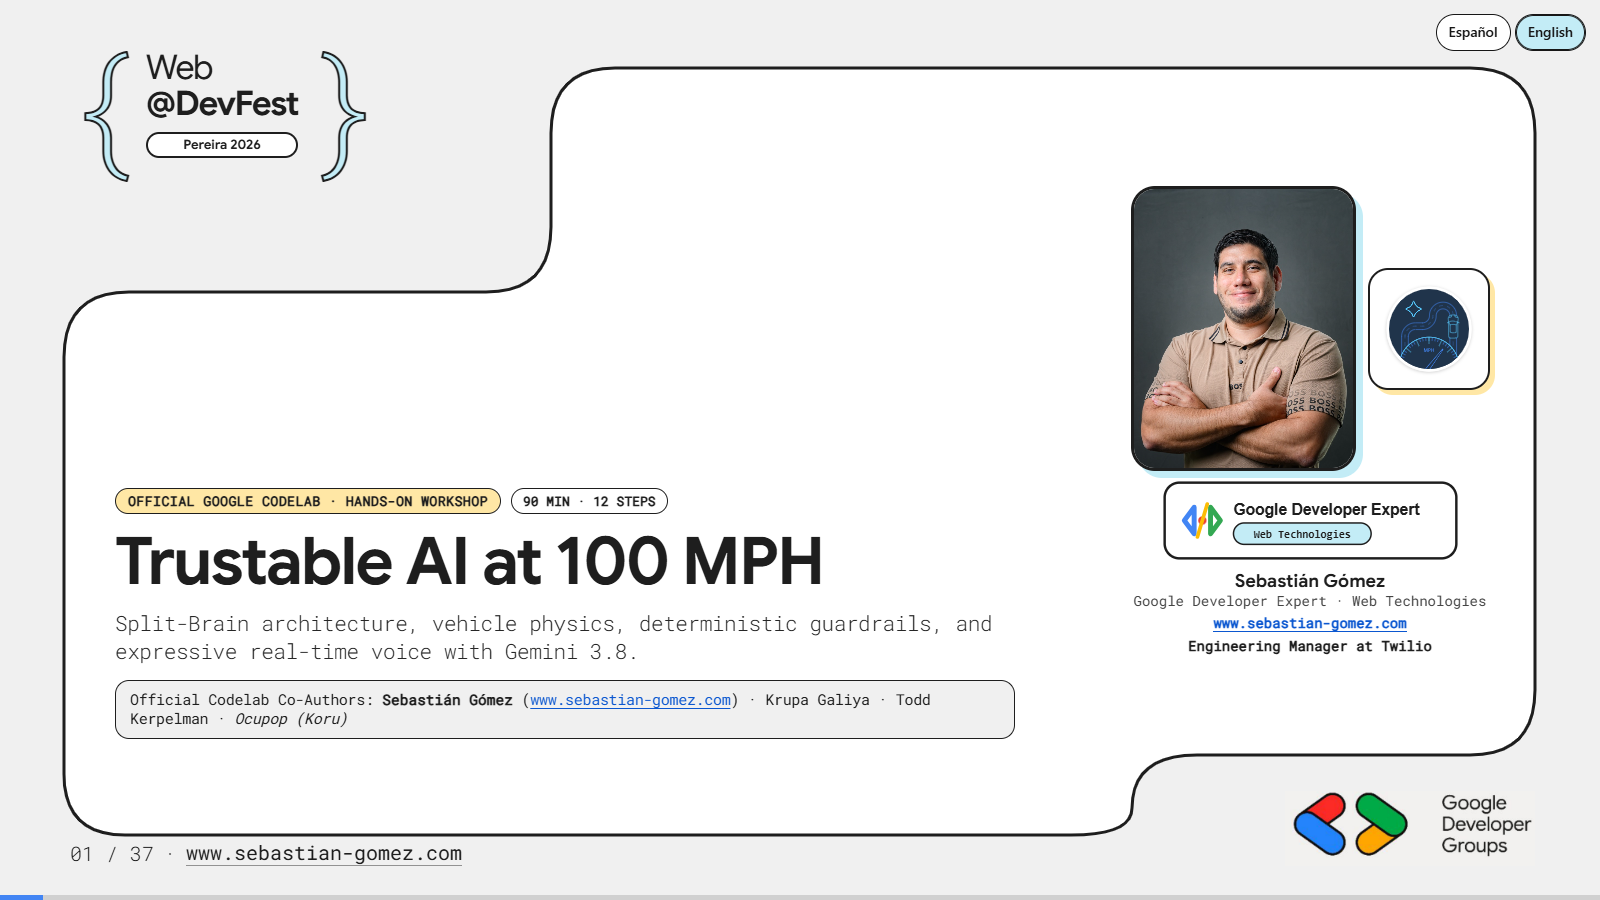 Español
English
Web
@DevFest
Pereira 2026
MPH
BOSS BOSS
OFFICIAL GOOGLE CODELAB · HANDS-ON WORKSHOP
90 MIN · 12 STEPS
Trustable AI at 100 MPH
Split-Brain architecture, vehicle physics, deterministic guardrails, and
expressive real-time voice with Gemini 3.8.
Official Codelab Co-Authors: Sebastián Gómez (www.sebastian-gomez.com) · Krupa Galiya · Todd
Kerpelman · Ocupop (Koru)
Google Developer Expert
Web Technologies
Sebastián Gómez
Google Developer Expert · Web Technologies
www.sebastian-gomez.com
Engineering Manager at Twilio
01 / 37 · www.sebastian-gomez.com
Google
Developer
Groups